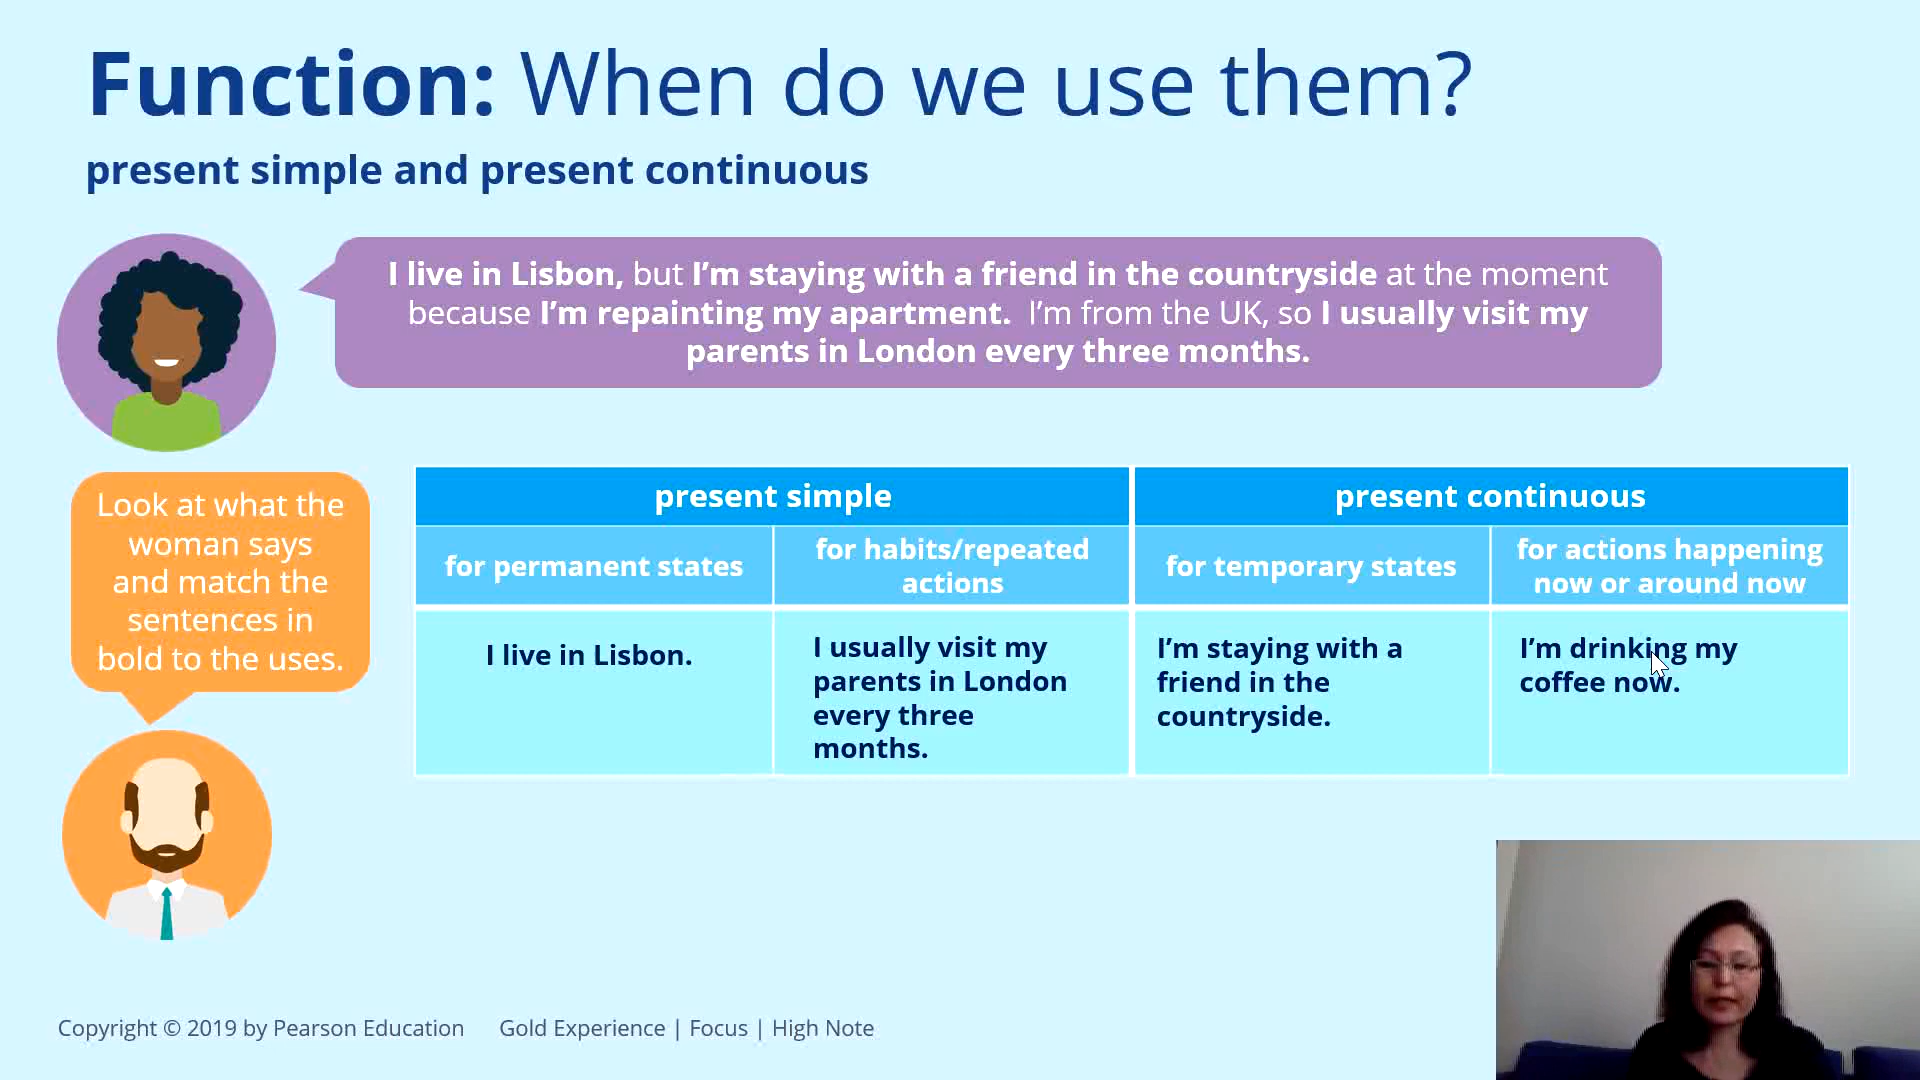 Function: When do we use them?
present simple and present continuous
I live in Lisbon, but I’m staying with a friend in the countryside at the moment
because I’m repainting my apartment.  I’m from the UK, so I usually visit my
parents in London every three months.
Look at what the
woman says
and match the
sentences in
bold to the uses.
present simple
present continuous
for permanent states
for habits/repeated
actions
for temporary states
for actions happening
now or around now
I live in Lisbon.
I usually visit my
parents in London
every three
months.
I’m staying with a
friend in the
countryside.
I’m drinking my
coffee now.
Copyright © 2019 by Pearson Education
Gold Experience | Focus | High Note